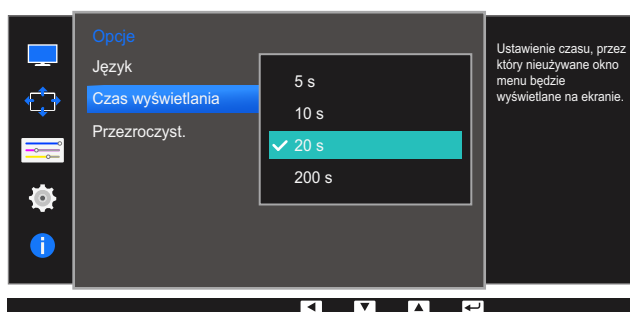 Opcje
Język
Czas wyświetlania
Przezroczyst.
5 s
10 s
20 s
200 s
Ustawienie czasu, przez
który nieużywane okno
menu będzie
wyświetlane na ekranie.